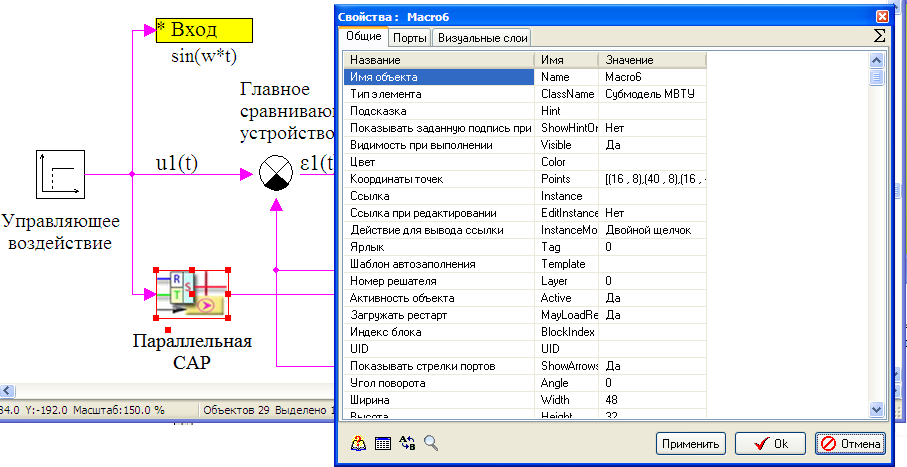 * Вход
sin(w*t)
Главное
сравнивающ
устройство
u1(t)
ε1(t
Управляющее
воздействие
Параллельная
САР
84.0 Y:-192.0 Масштаб:150.0 %
Объектов 29 Выделено 1
Свойства : Macro6
Общие Порты Визуальные слои
Название Имя Значение
Имя объекта Name Macro6
Тип элемента ClassName Субмодель МВТУ
Подсказка Hint
Показывать заданную подпись при ShowHintOn Нет
Видимость при выполнении Visible Да
Цвет Color
Координаты точек Points [(16 , 8),(40 , 8),(16 , -
Ссылка Instance
Ссылка при редактировании EditInstance Нет
Действие для вывода ссылки InstanceMo Двойной щелчок
Ярлык Tag 0
Шаблон автозаполнения Template
Номер решателя Layer 0
Активность объекта Active Да
Загружать рестарт MayLoadRe Да
Индекс блока BlockIndex
UID UID
Показывать стрелки портов ShowArrows Да
Угол поворота Angle 0
Ширина Width 48
Высота Height 32
Применить Ok Отмена